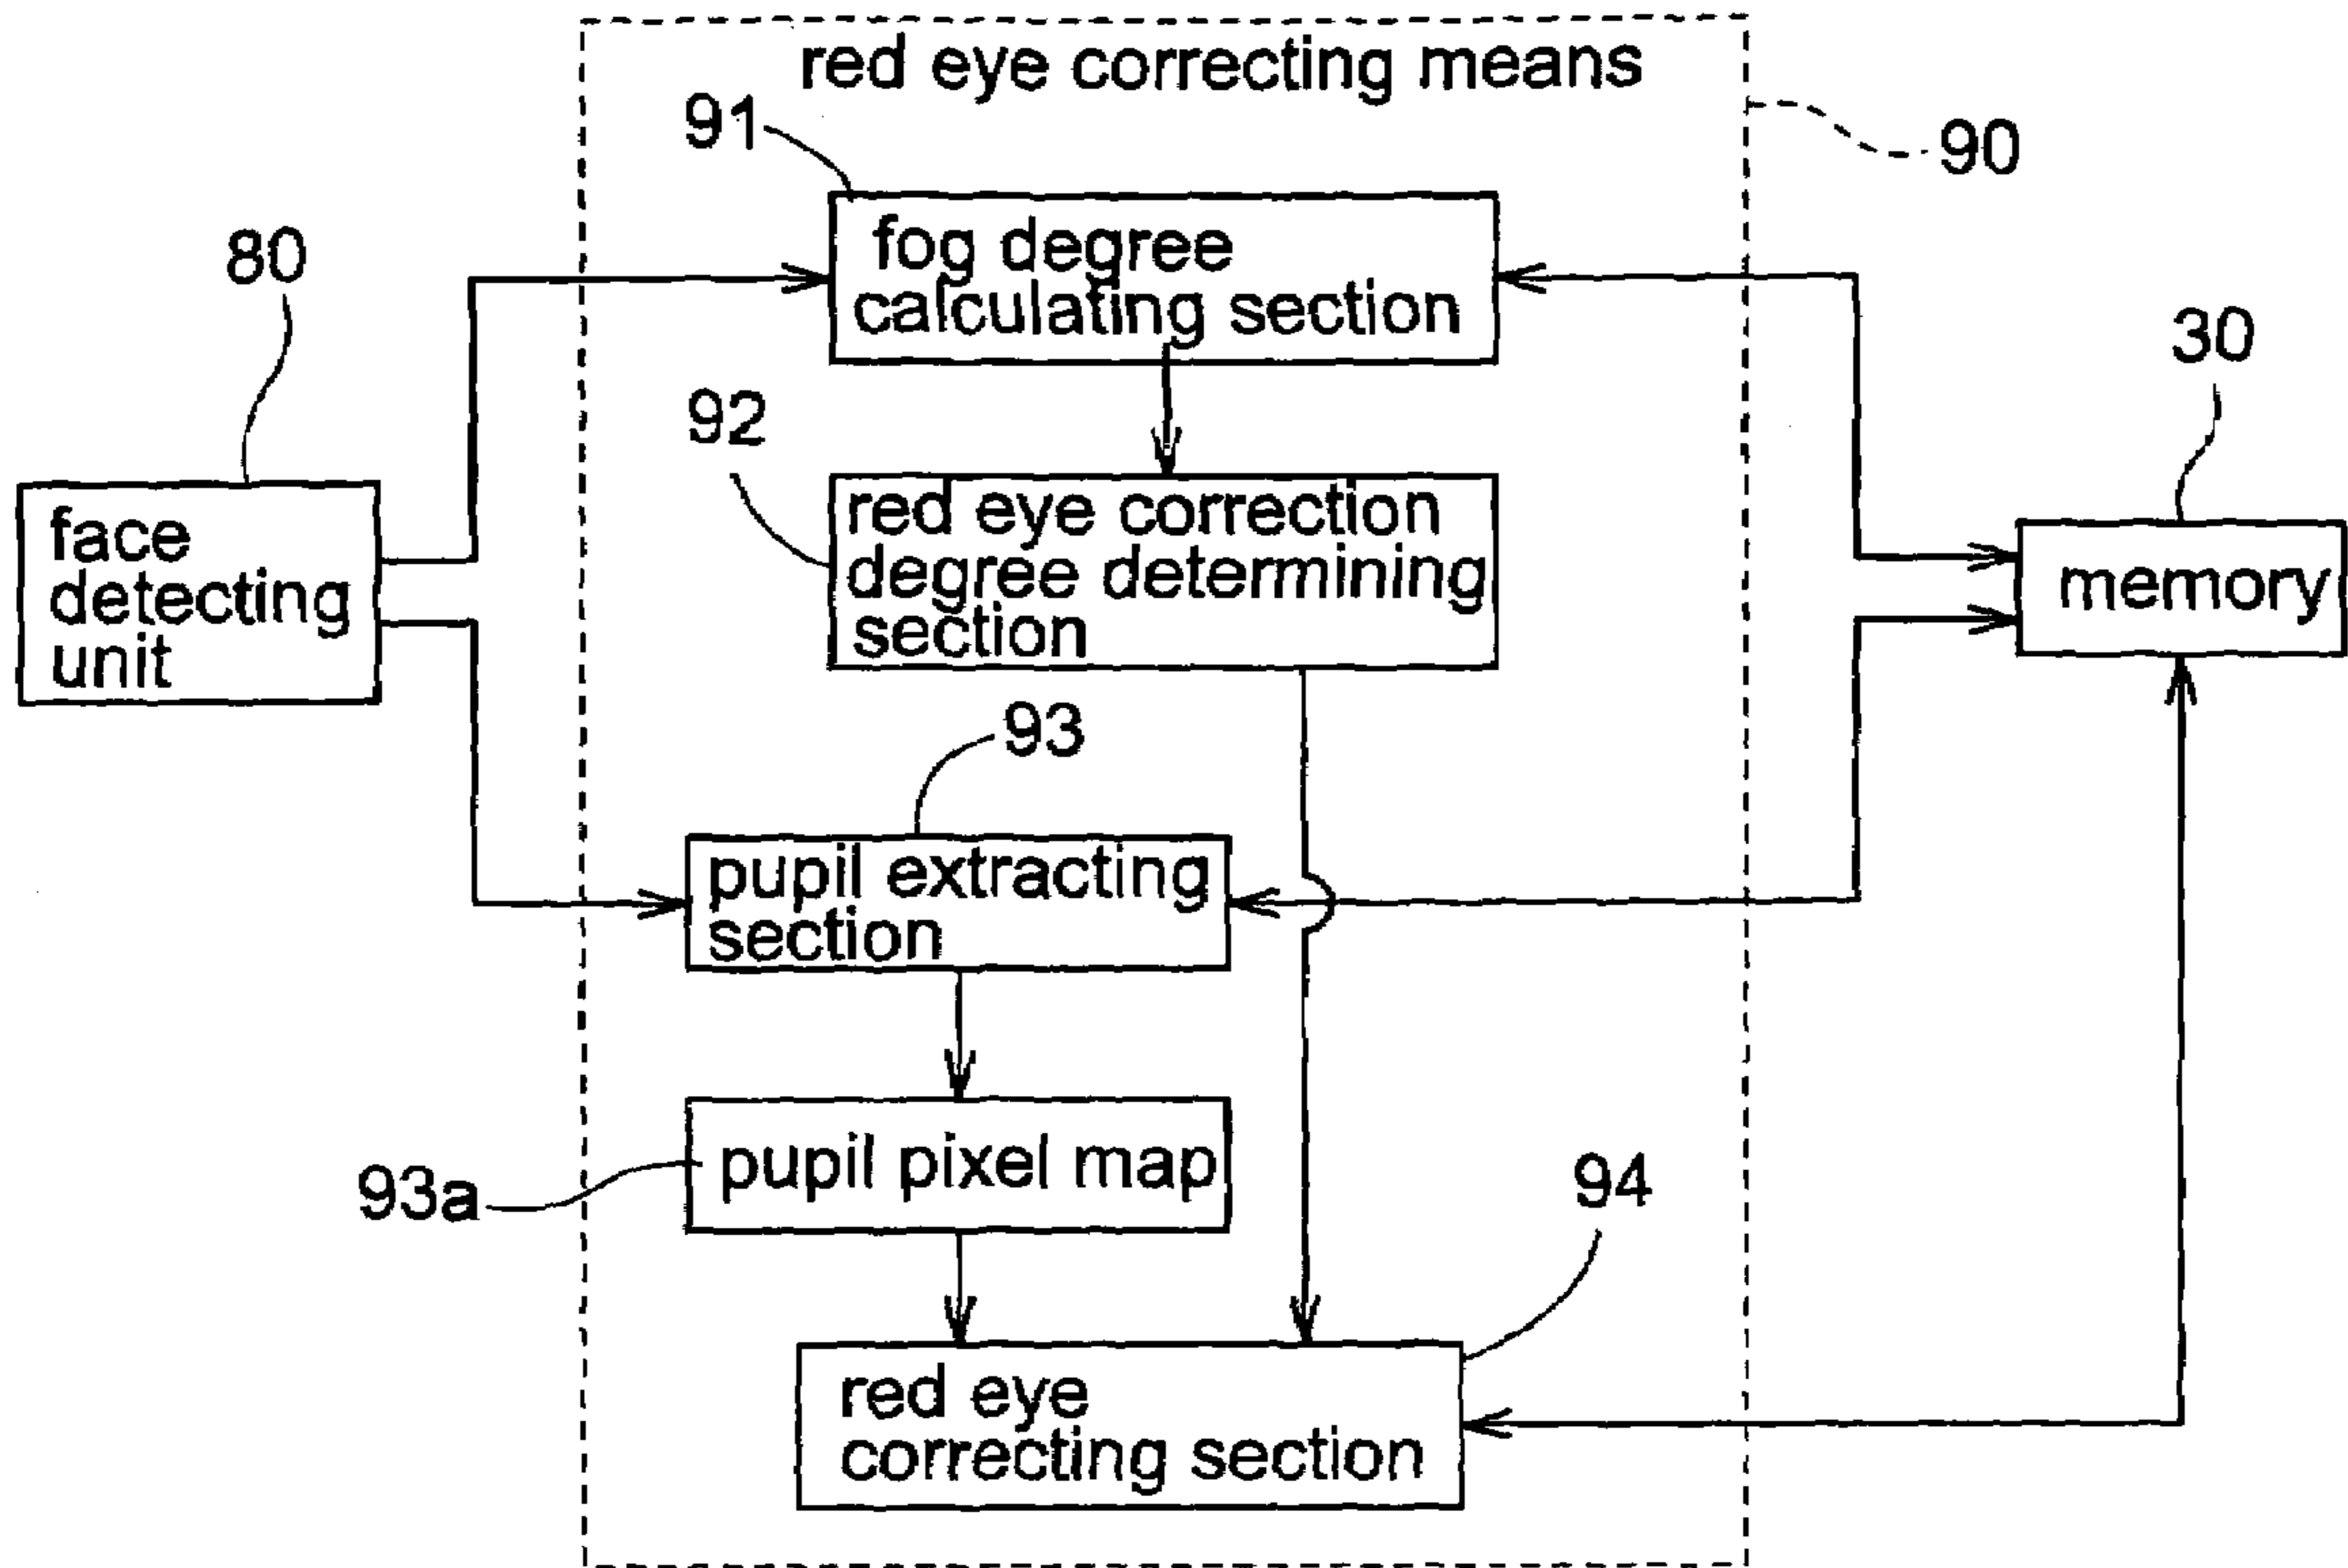 red eye correcting means
91
90
fog degree
calculating section
80
30
92
red eye correction
degree determining
section
face
detecting
unit
memory
93
pupil extracting
section
93a
pupil pixel map
94
red eye
correcting section